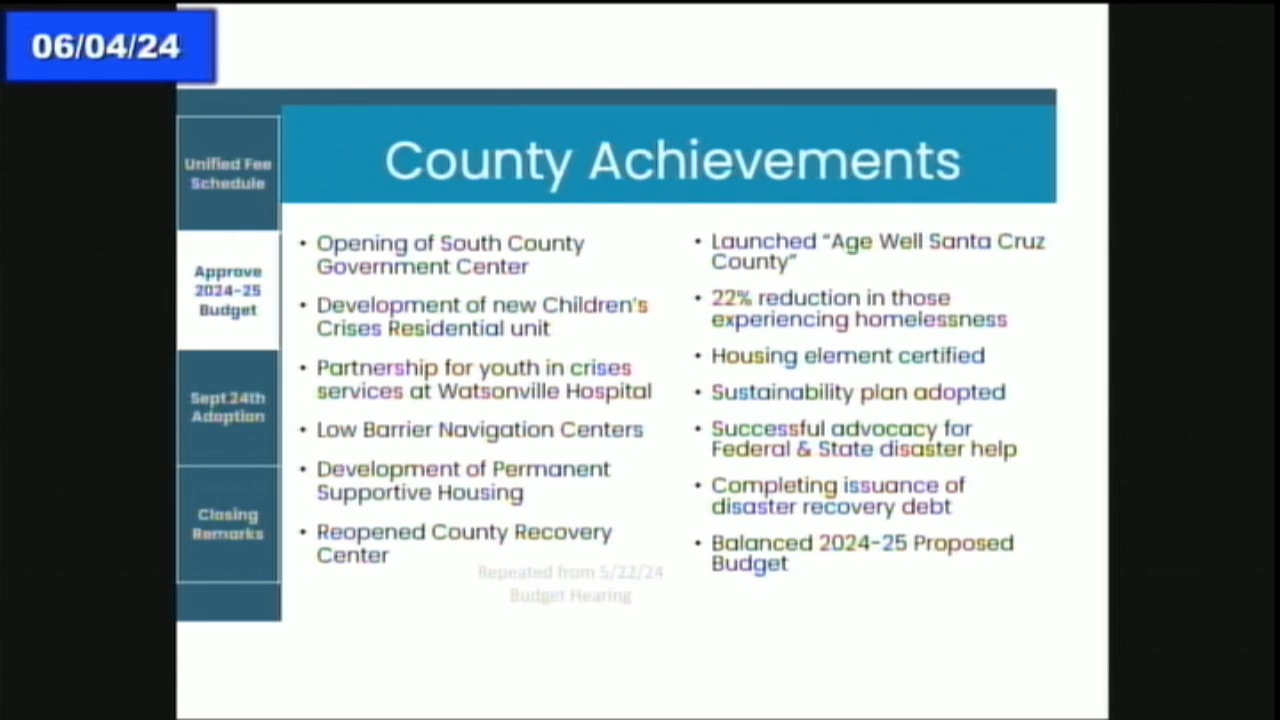 06/04/24
County Achievements
Unified Fee
Schedule
Approve
2024-25
Budget
Sept 24th
Adoption
Closing
Remarks
• Opening of South County
Government Center
• Development of new Children's
Crises Residential unit
• Partnership for youth in crises
services at Watsonville Hospital
• Low Barrier Navigation Centers
• Development of Permanent
Supportive Housing
• Reopened County Recovery
Center
• Launched “Age Well Santa Cruz
County”
• 22% reduction in those
experiencing homelessness
• Housing element certified
• Sustainability plan adopted
• Successful advocacy for
Federal & State disaster help
• Completing issuance of
disaster recovery debt
• Balanced 2024-25 Proposed
Budget
Repeated from 5/22/24
Budget Hearing